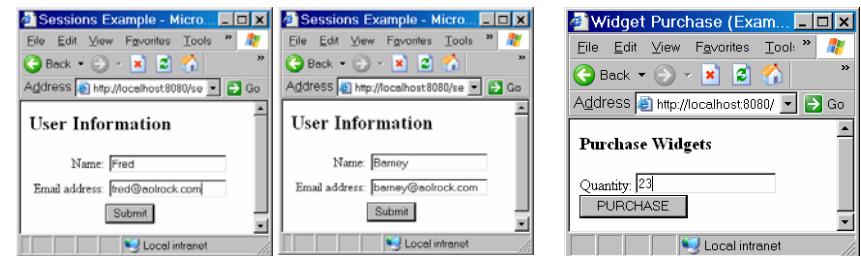 Sessions Example - Micro...
File Edit View Favorites Tools »
Back »
Address http://localhost:8080/se Go
User Information
Name: Fred
Email address: fred@aolrock.com
Submit
Local intranet
Sessions Example - Micro...
File Edit View Favorites Tools »
Back »
Address http://localhost:8080/se Go
User Information
Name: Barney
Email address: barney@aolrock.com
Submit
Local intranet
Widget Purchase (Exam...
File Edit View Favorites Tool: »
Back »
Address http://localhost:8080/ Go
Purchase Widgets
Quantity: 23
PURCHASE
Local intranet